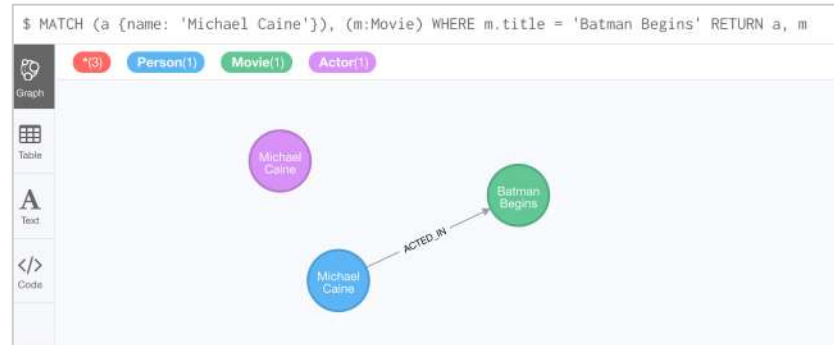 $ MATCH (a {name: 'Michael Caine'}), (m:Movie) WHERE m.title = 'Batman Begins' RETURN a, m
*(3) Person(1) Movie(1) Actor(1)
Graph
Table
A
Text
</>
Code
Michael
Caine
Batman
Begins
ACTED_IN
Michael
Caine